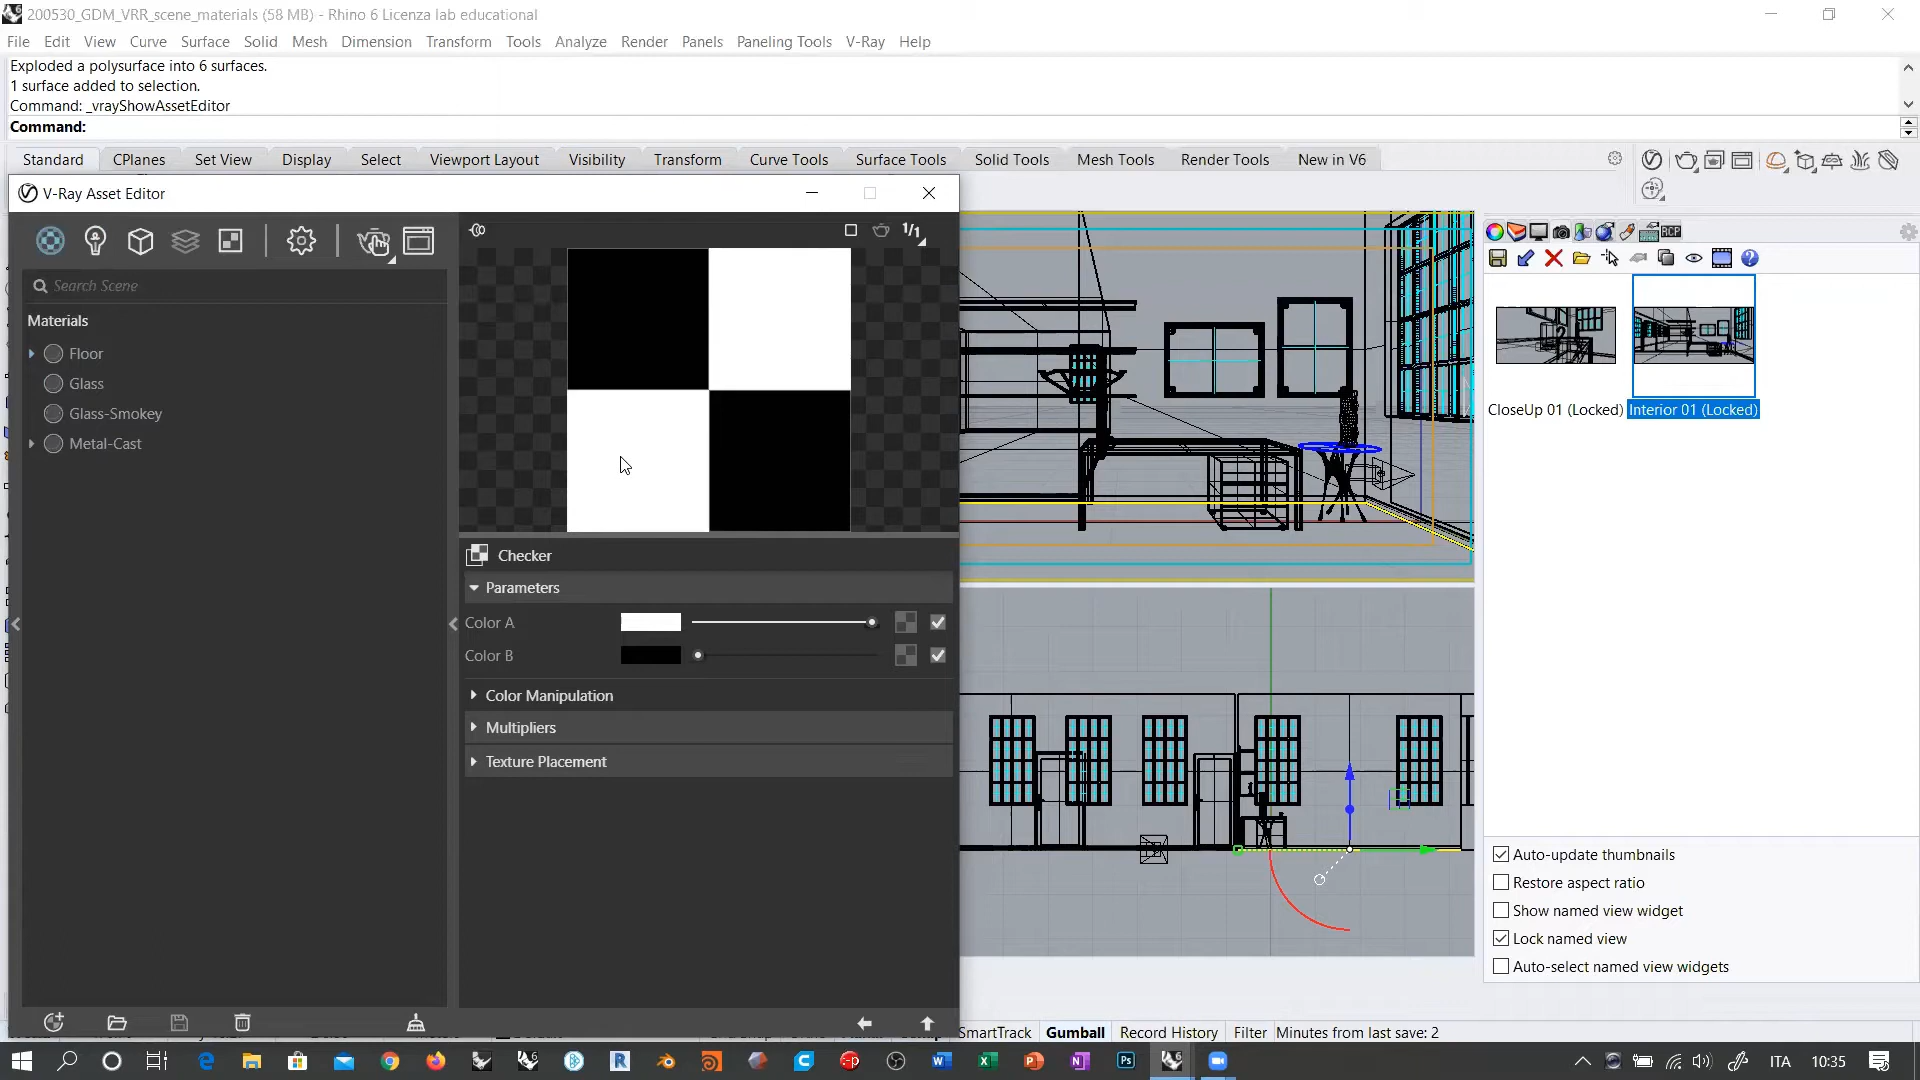 200530_GDM_VRR_scene_materials (58 MB) - Rhino 6 Licenza lab educational
File Edit View Curve Surface Solid Mesh Dimension Transform Tools Analyze Render Panels Paneling Tools V-Ray Help
Exploded a polysurface into 6 surfaces.
1 surface added to selection.
Command: _vrayShowAssetEditor
Command:
Standard CPlanes Set View Display Select Viewport Layout Visibility Transform Curve Tools Surface Tools Solid Tools Mesh Tools Render Tools New in V6
V-Ray Asset Editor
1/1
RCP
Search Scene
Materials
Floor
Glass
Glass-Smokey
Metal-Cast
CloseUp 01 (Locked) Interior 01 (Locked)
Checker
Parameters
Color A
Color B
Color Manipulation
Multipliers
Texture Placement
Auto-update thumbnails
Restore aspect ratio
Show named view widget
Lock named view
Auto-select named view widgets
SmartTrack Gumball Record History Filter Minutes from last save: 2
ITA 10:35